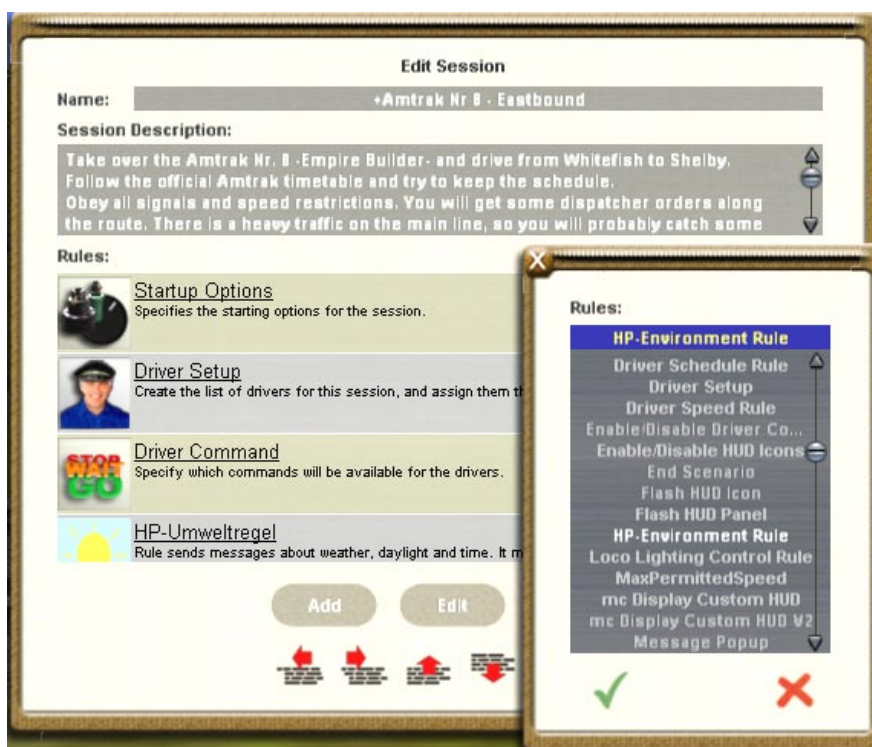 Edit Session
Name: +Amtrak Nr 8 - Eastbound
Session Description:
Take over the Amtrak Nr. 8 -Empire Builder- and drive from Whitefish to Shelby.
Follow the official Amtrak timetable and try to keep the schedule.
Obey all signals and speed restrictions. You will get some dispatcher orders along
the route. There is a heavy traffic on the main line, so you will probably catch some
Rules:
Startup Options
Specifies the starting options for the session.
Driver Setup
Create the list of drivers for this session, and assign them th
STOP
WAIT
GO
Driver Command
Specify which commands will be available for the drivers.
HP-Umweltregel
Rule sends messages about weather, daylight and time. It m
Add
Edit
X
Rules:
HP-Environment Rule
Driver Schedule Rule
Driver Setup
Driver Speed Rule
Enable/Disable Driver Co...
Enable/Disable HUD Icons
End Scenario
Flash HUD Icon
Flash HUD Panel
HP-Environment Rule
Loco Lighting Control Rule
MaxPermittedSpeed
mc Display Custom HUD
mc Display Custom HUD V2
Message Popup